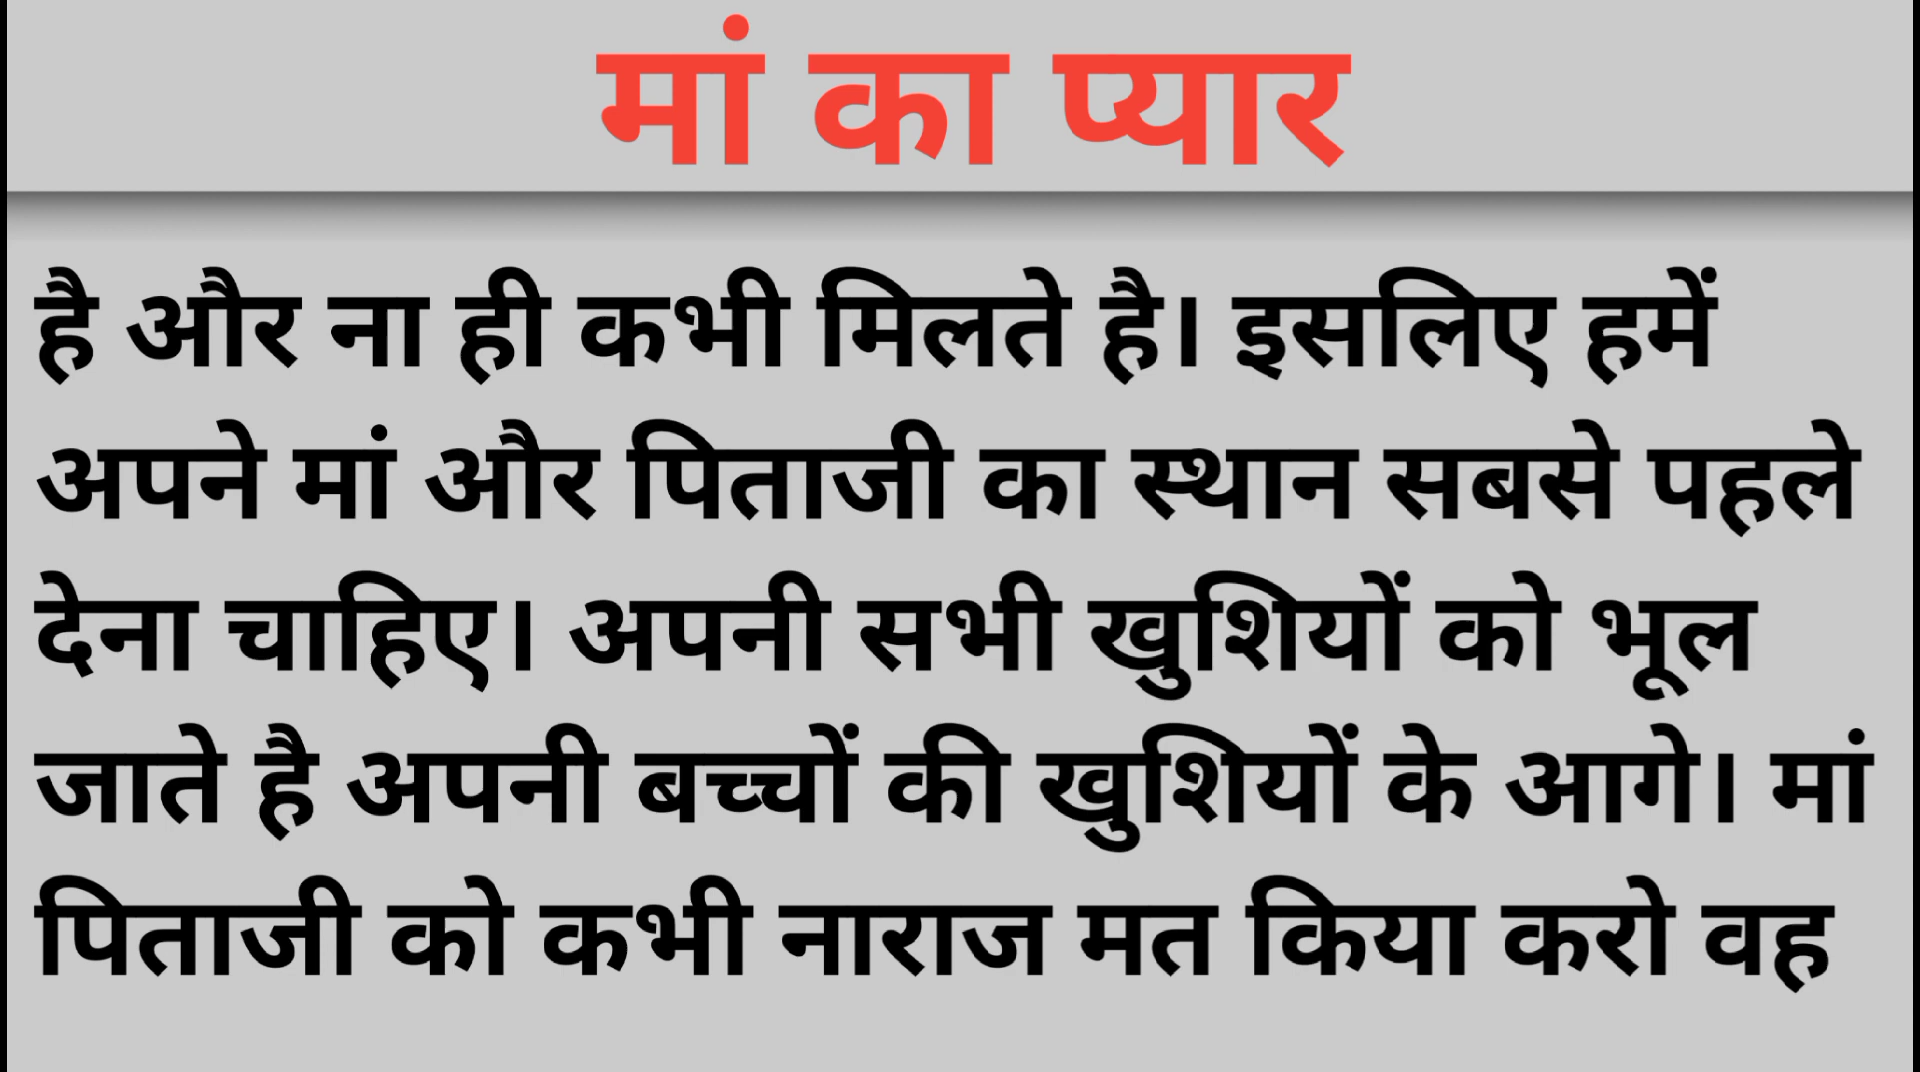 मां का प्यार
है और ना ही कभी मिलते है। इसलिए हमें
अपने मां और पिताजी का स्थान सबसे पहले
देना चाहिए। अपनी सभी खुशियों को भूल
जाते है अपनी बच्चों की खुशियों के आगे। मां
पिताजी को कभी नाराज मत किया करो वह